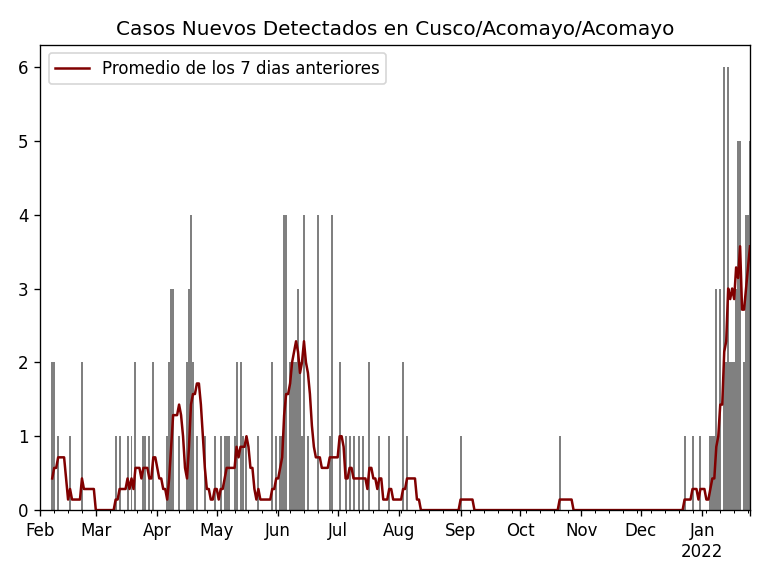 Casos Nuevos Detectados en Cusco/Acomayo/Acomayo
Promedio de los 7 dias anteriores
6
5
4
3
2
1
0
Feb Mar Apr May Jun Jul Aug Sep Oct Nov Dec Jan
2022